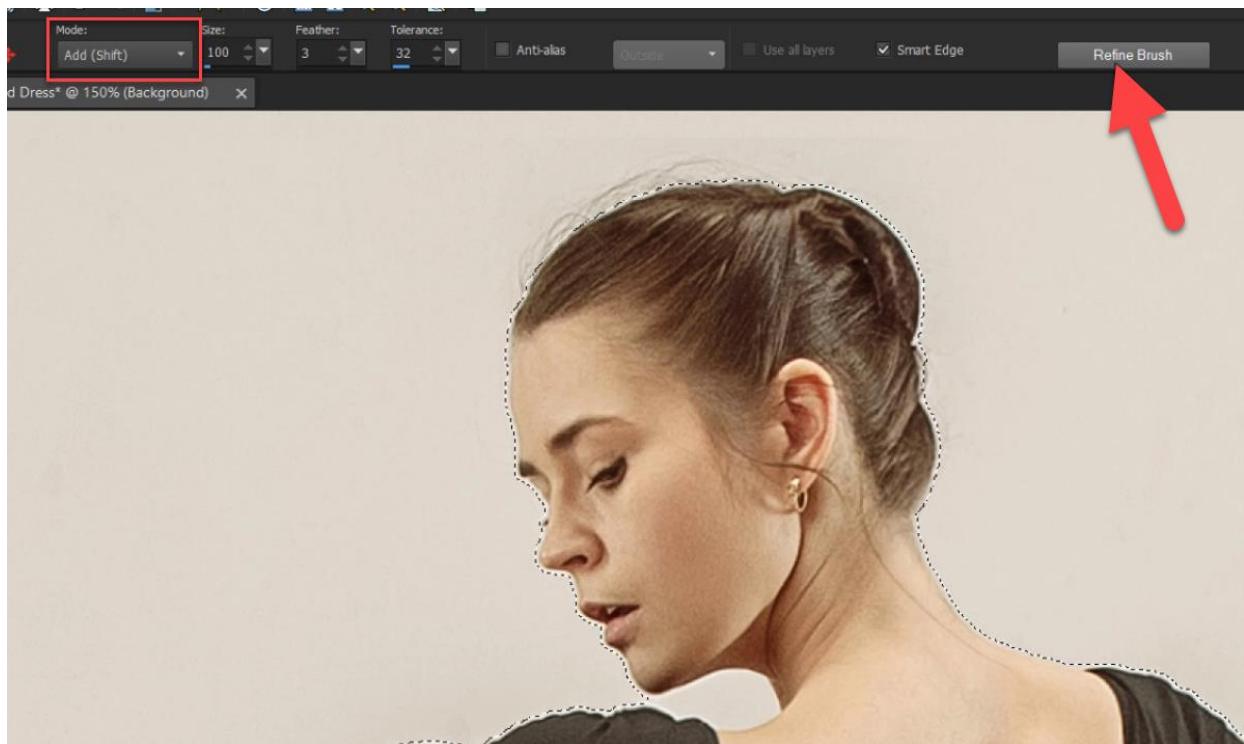 Mode: Size: Feather: Tolerance:
Add (Shift) 100 3 32 Anti-alias Outside Use all layers Smart Edge Refine Brush
d Dress* @ 150% (Background) X